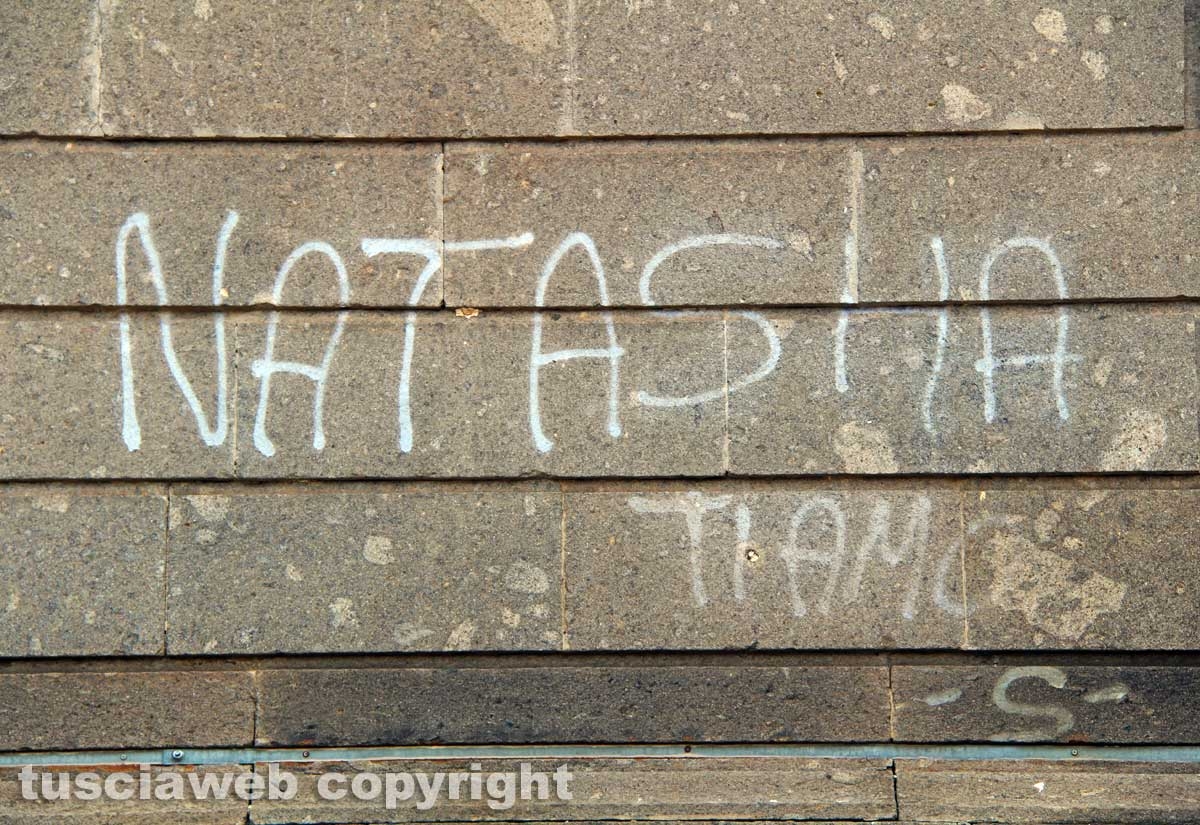 NATASHA
TI AMO
-S-
tusciaweb copyright